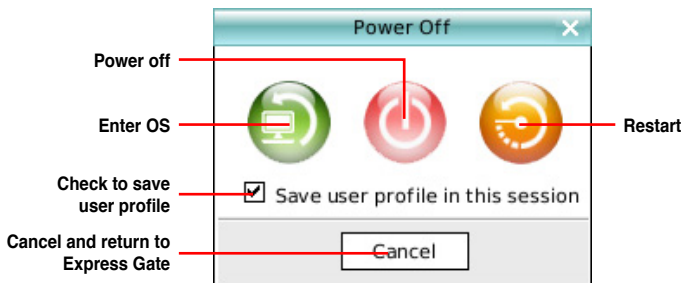 Power Off
Power off
Enter OS
Restart
Check to save
user profile
Save user profile in this session
Cancel and return to
Express Gate
Cancel